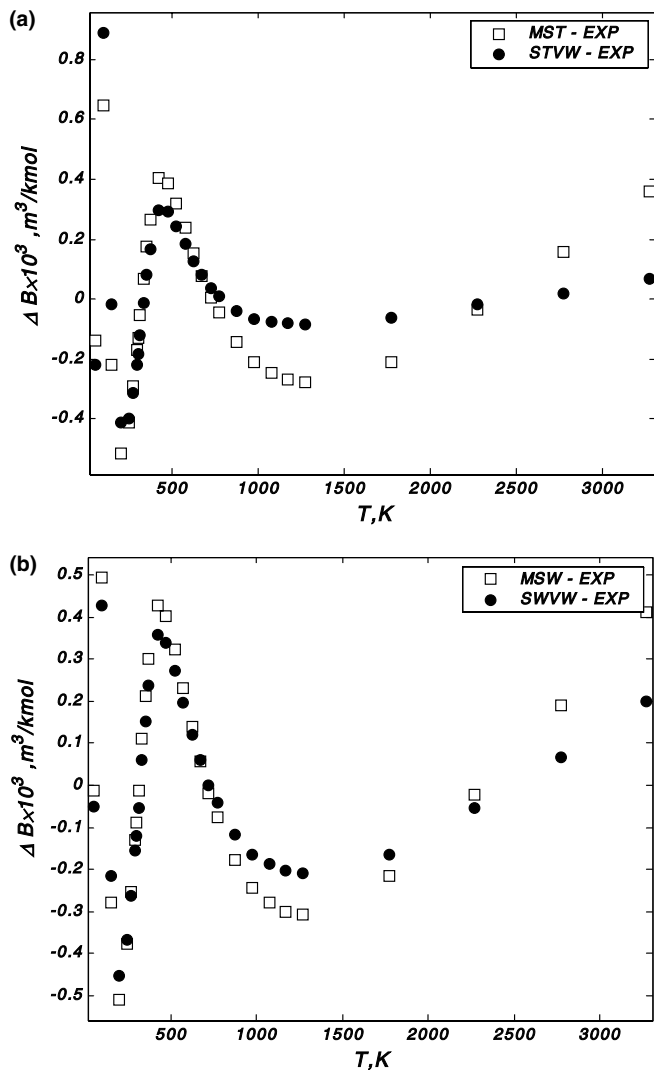 (a)
MST - EXP
STVW - EXP
0.8
0.6
0.4
0.2
0
-0.2
-0.4
Δ B×10³ ,m³/kmol
500 1000 1500 2000 2500 3000
T,K
(b)
MSW - EXP
SWVW - EXP
0.5
0.4
0.3
0.2
0.1
0
-0.1
-0.2
-0.3
-0.4
-0.5
Δ B×10³ ,m³/kmol
500 1000 1500 2000 2500 3000
T,K